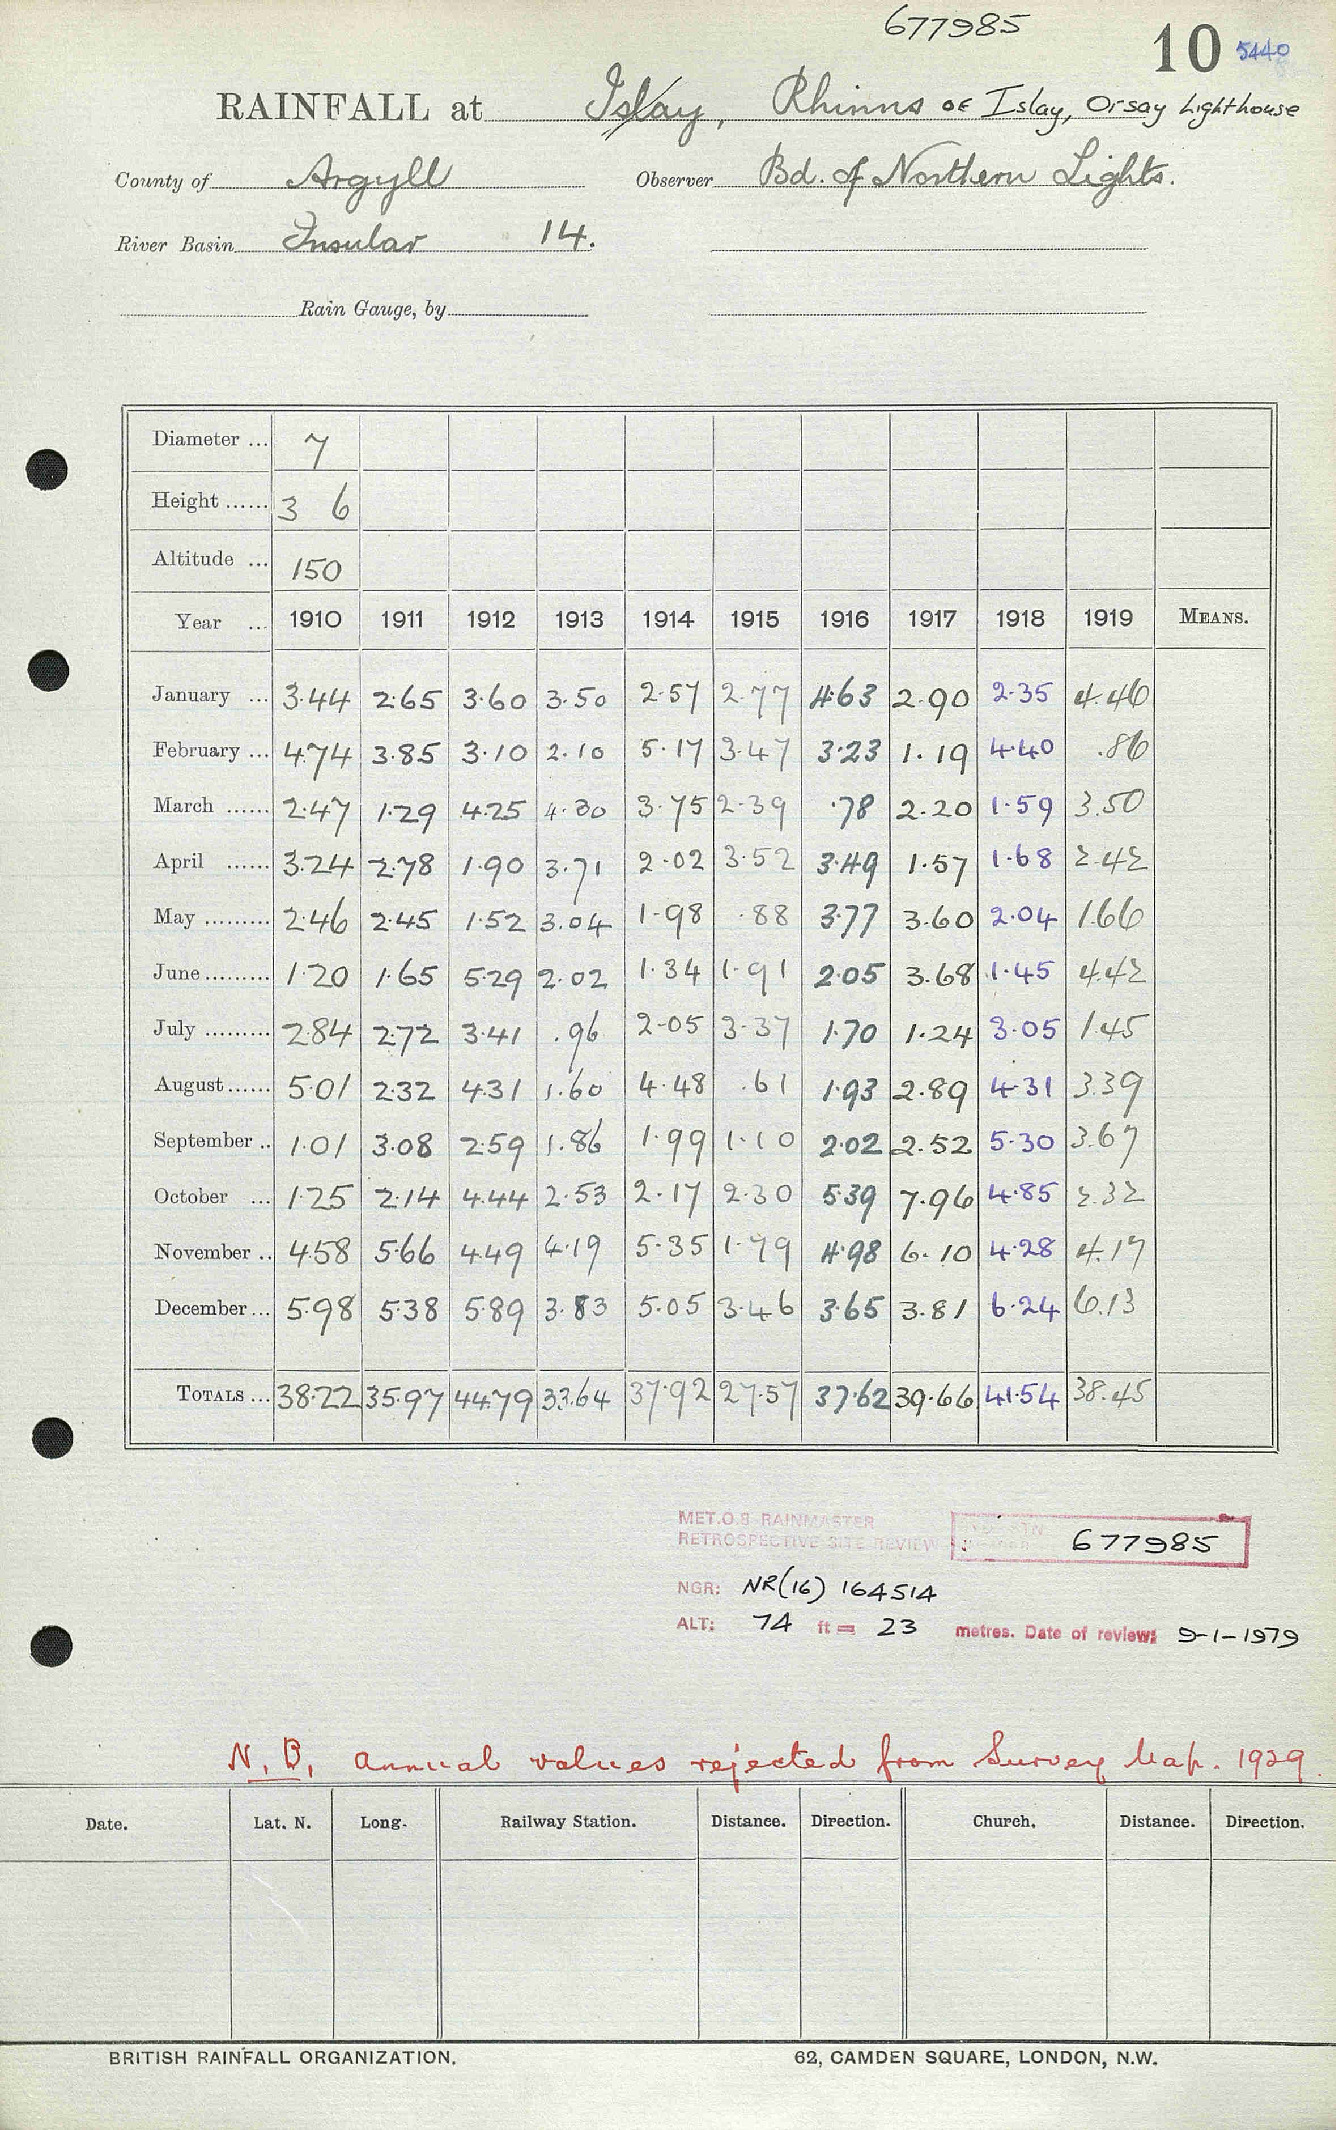 677985
10 5440
RAINFALL at Islay, Rhinns OF Islay, Orsay Lighthouse
County of Argyll Observer Bd. of Northern Lights.
River Basin Insular 14.
Rain Gauge, by
Diameter ... 7
Height ...... 3 6
Altitude ... 150
Year ... 1910 1911 1912 1913 1914 1915 1916 1917 1918 1919 MEANS.
January ... 3.44 2.65 3.60 3.50 2.57 2.77 4.63 2.90 2.35 4.46
February ... 4.74 3.85 3.10 2.10 5.17 3.47 3.23 1.19 4.40 .86
March ...... 2.47 1.29 4.25 4.30 3.75 2.39 .78 2.20 1.59 3.50
April ...... 3.24 2.78 1.90 3.71 2.02 3.52 3.49 1.57 1.68 2.42
May ......... 2.46 2.45 1.52 3.04 1.98 .88 3.77 3.60 2.04 1.66
June ......... 1.20 1.65 5.29 2.02 1.34 1.91 2.05 3.68 1.45 4.42
July ......... 2.84 2.72 3.41 .96 2.05 3.37 1.70 1.24 3.05 1.45
August ...... 5.01 2.32 4.31 1.60 4.48 .61 1.93 2.89 4.31 3.39
September .. 1.01 3.08 2.59 1.86 1.99 1.10 2.02 2.52 5.30 3.67
October ... 1.25 2.14 4.44 2.53 2.17 2.30 5.39 7.96 4.85 2.32
November .. 4.58 5.66 4.49 4.19 5.35 1.79 4.98 6.10 4.28 4.17
December ... 5.98 5.38 5.89 3.83 5.05 3.46 3.65 3.81 6.24 6.13
TOTALS ... 38.22 35.97 44.79 33.64 37.92 27.57 37.62 39.66 41.54 38.45
MET.O.8 RAINMASTER
RETROSPECTIVE SITE REVIEW : 677985
NGR: NR(16) 164514
ALT: 74 ft = 23 metres. Date of review: 9-1-1979
N.B. Annual values rejected from Survey Map. 1929.
Date. Lat. N. Long. Railway Station. Distance. Direction. Church. Distance. Direction.
BRITISH RAINFALL ORGANIZATION. 62, CAMDEN SQUARE, LONDON, N.W.